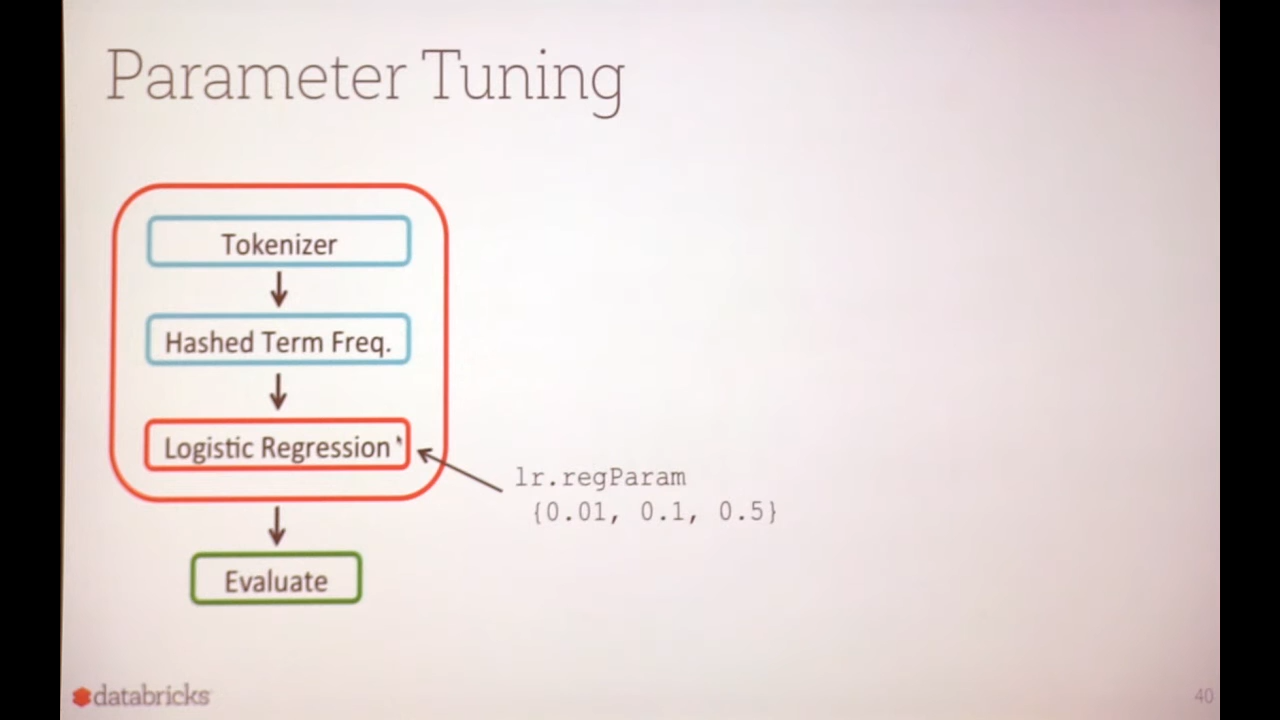 Parameter Tuning
Tokenizer
Hashed Term Freq.
Logistic Regression
lr.regParam
{0.01, 0.1, 0.5}
Evaluate
databricks
40